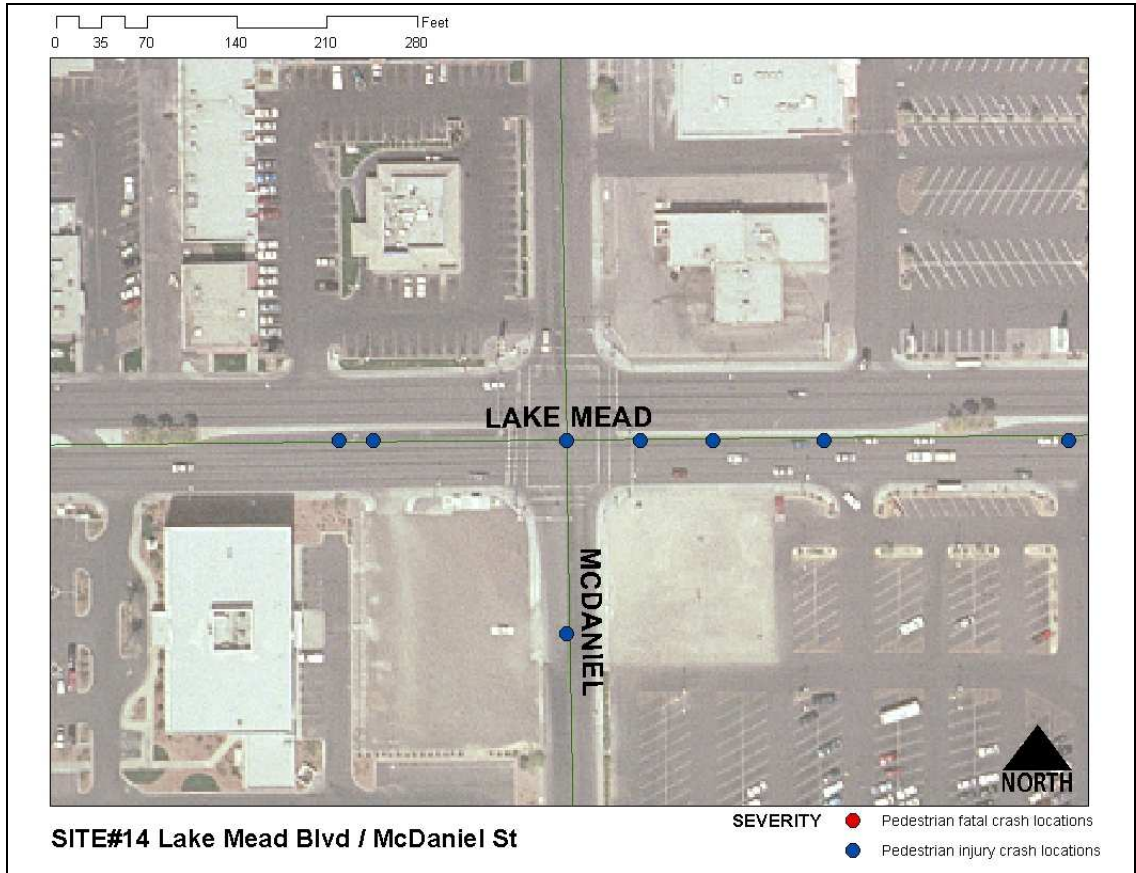 Feet
0 35 70 140 210 280
LAKE MEAD
MCDANIEL
NORTH
SITE#14 Lake Mead Blvd / McDaniel St
SEVERITY
Pedestrian fatal crash locations
Pedestrian injury crash locations